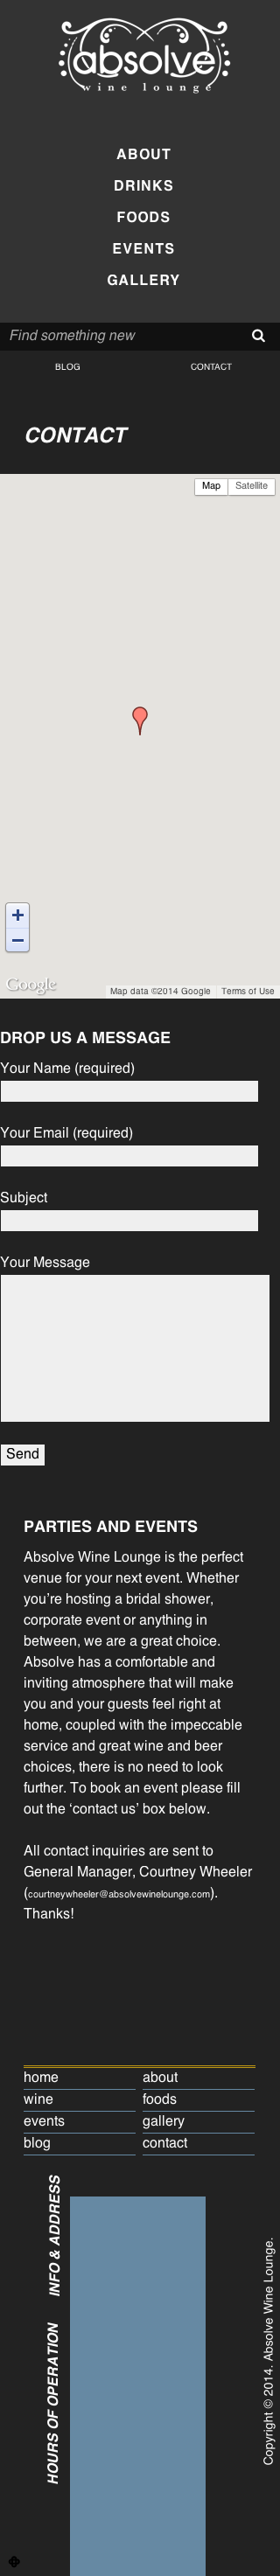 absolve
wine lounge
ABOUT
DRINKS
FOODS
EVENTS
GALLERY
Find something new
BLOG CONTACT
CONTACT
Map Satellite
+
−
Google
Map data ©2014 Google Terms of Use
DROP US A MESSAGE
Your Name (required)
Your Email (required)
Subject
Your Message
Send
PARTIES AND EVENTS
Absolve Wine Lounge is the perfect
venue for your next event. Whether
you’re hosting a bridal shower,
corporate event or anything in
between, we are a great choice.
Absolve has a comfortable and
inviting atmosphere that will make
you and your guests feel right at
home, coupled with the impeccable
service and great wine and beer
choices, there is no need to look
further. To book an event please fill
out the ‘contact us’ box below.
All contact inquiries are sent to
General Manager, Courtney Wheeler
(courtneywheeler@absolvewinelounge.com).
Thanks!
home about
wine foods
events gallery
blog contact
INFO & ADDRESS
HOURS OF OPERATION
Copyright © 2014. Absolve Wine Lounge.